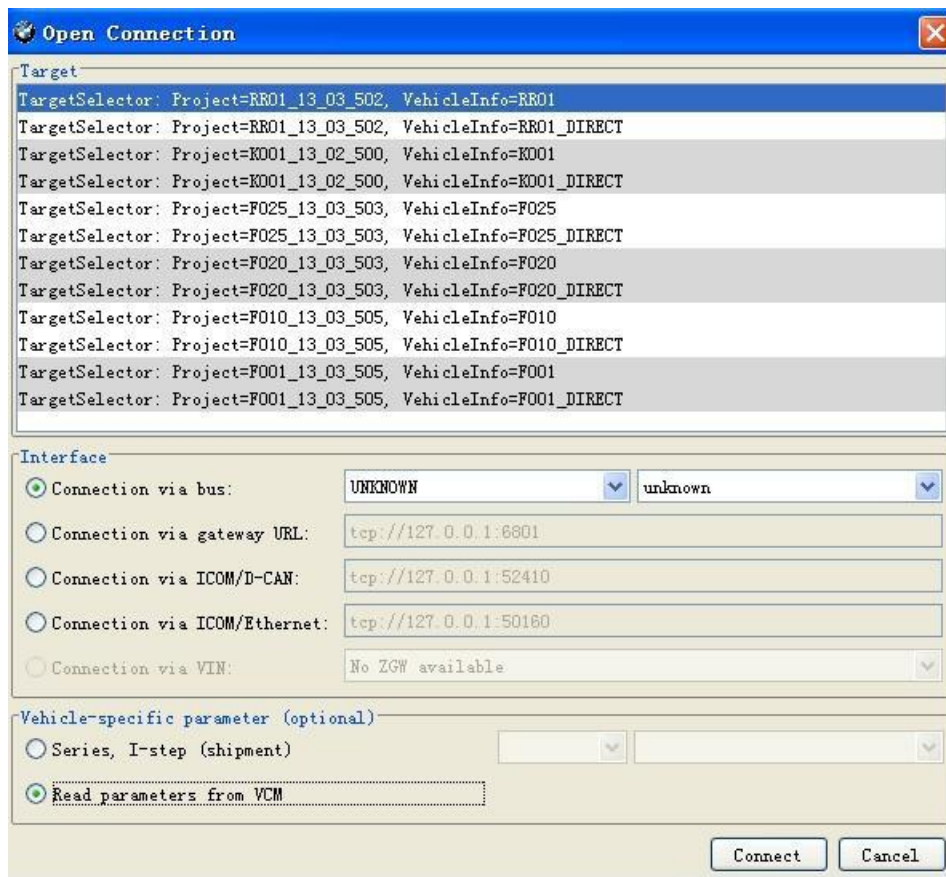 Open Connection
Target
TargetSelector: Project=RR01_13_03_502, VehicleInfo=RR01
TargetSelector: Project=RR01_13_03_502, VehicleInfo=RR01_DIRECT
TargetSelector: Project=K001_13_02_500, VehicleInfo=K001
TargetSelector: Project=K001_13_02_500, VehicleInfo=K001_DIRECT
TargetSelector: Project=F025_13_03_503, VehicleInfo=F025
TargetSelector: Project=F025_13_03_503, VehicleInfo=F025_DIRECT
TargetSelector: Project=F020_13_03_503, VehicleInfo=F020
TargetSelector: Project=F020_13_03_503, VehicleInfo=F020_DIRECT
TargetSelector: Project=F010_13_03_505, VehicleInfo=F010
TargetSelector: Project=F010_13_03_505, VehicleInfo=F010_DIRECT
TargetSelector: Project=F001_13_03_505, VehicleInfo=F001
TargetSelector: Project=F001_13_03_505, VehicleInfo=F001_DIRECT
Interface
Connection via bus: UNKNOWN unknown
Connection via gateway URL: tcp://127.0.0.1:6801
Connection via ICOM/D-CAN: tcp://127.0.0.1:52410
Connection via ICOM/Ethernet: tcp://127.0.0.1:50160
Connection via VIN: No ZGW available
Vehicle-specific parameter (optional)
Series, I-step (shipment)
Read parameters from VCM
Connect Cancel